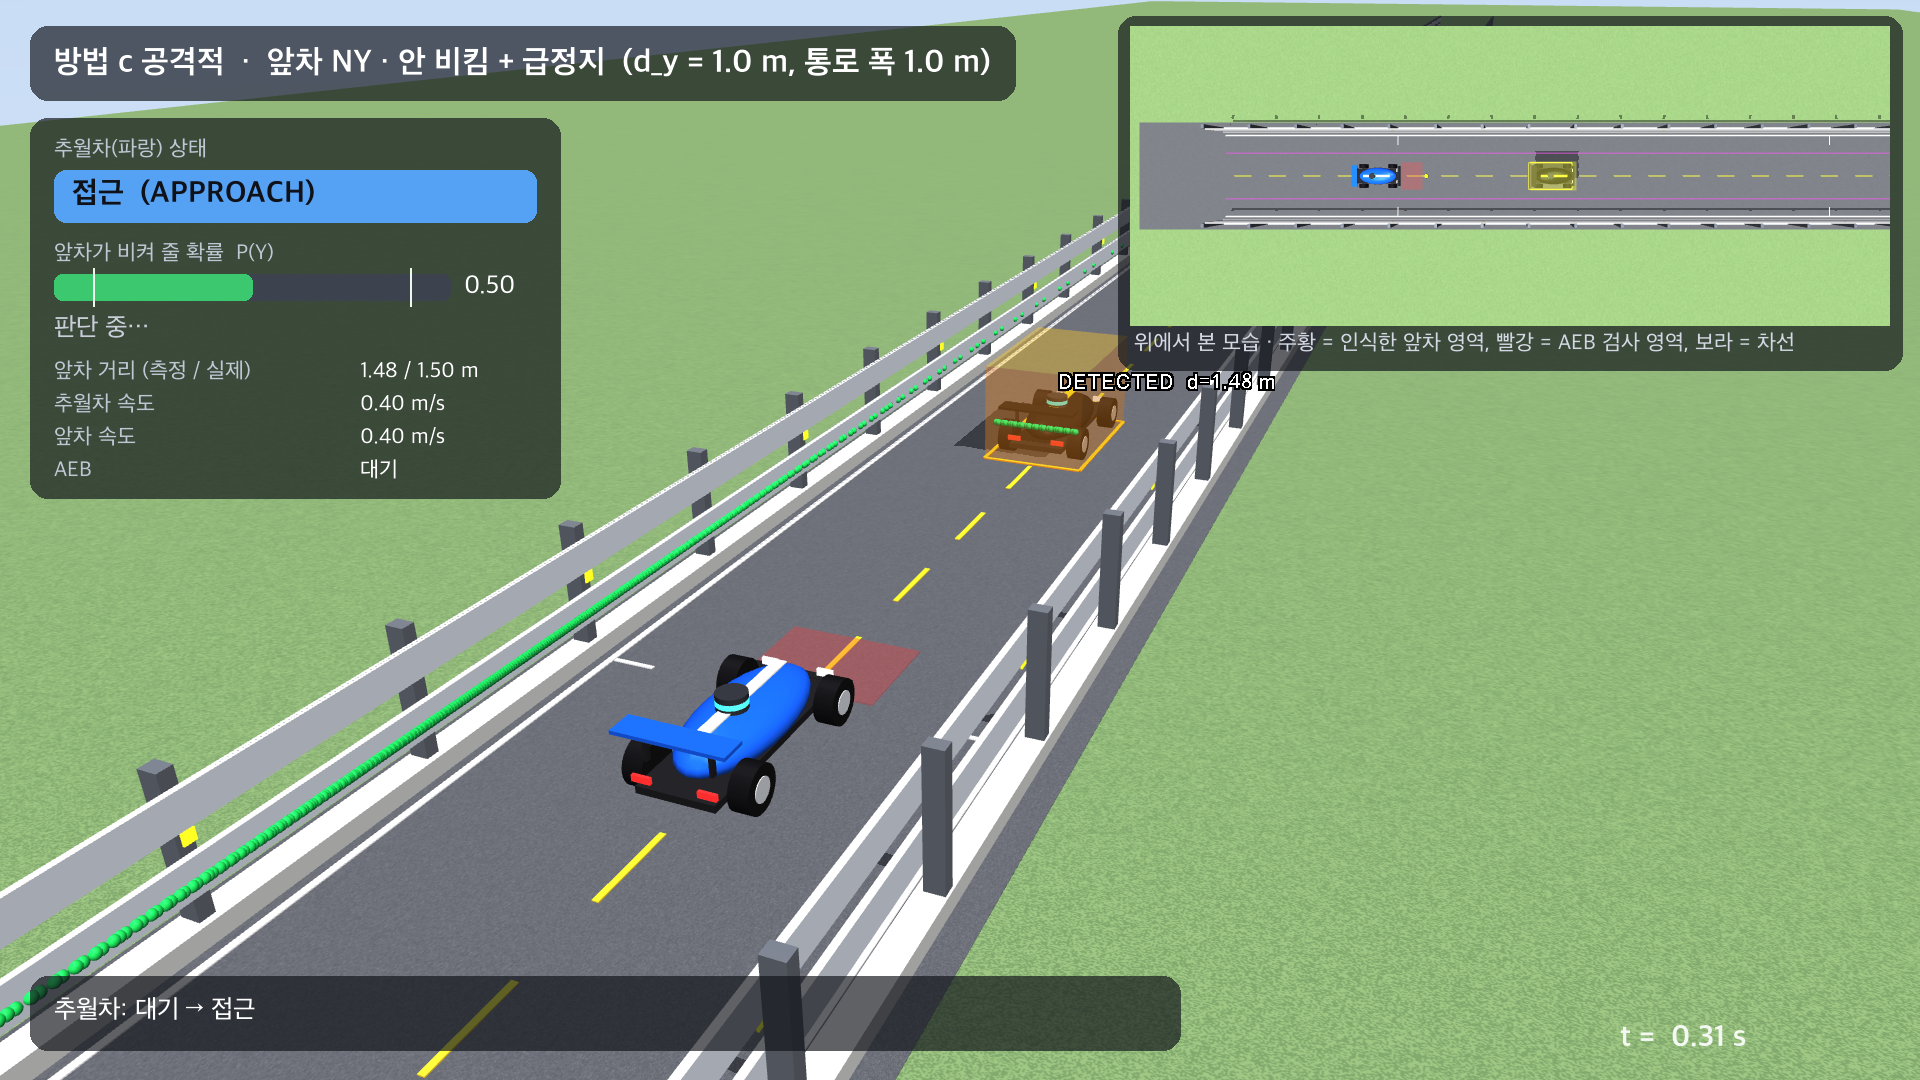 방법 c 공격적 · 앞차 NY · 안 비킴 + 급정지 (d_y = 1.0 m, 통로 폭 1.0 m)
추월차(파랑) 상태
접근 (APPROACH)
앞차가 비켜 줄 확률 P(Y)
0.50
판단 중···
앞차 거리 (측정 / 실제) 1.48 / 1.50 m
추월차 속도 0.40 m/s
앞차 속도 0.40 m/s
AEB 대기
위에서 본 모습 · 주황 = 인식한 앞차 영역, 빨강 = AEB 검사 영역, 보라 = 차선
DETECTED d=1.48 m
추월차: 대기 → 접근
t = 0.31 s